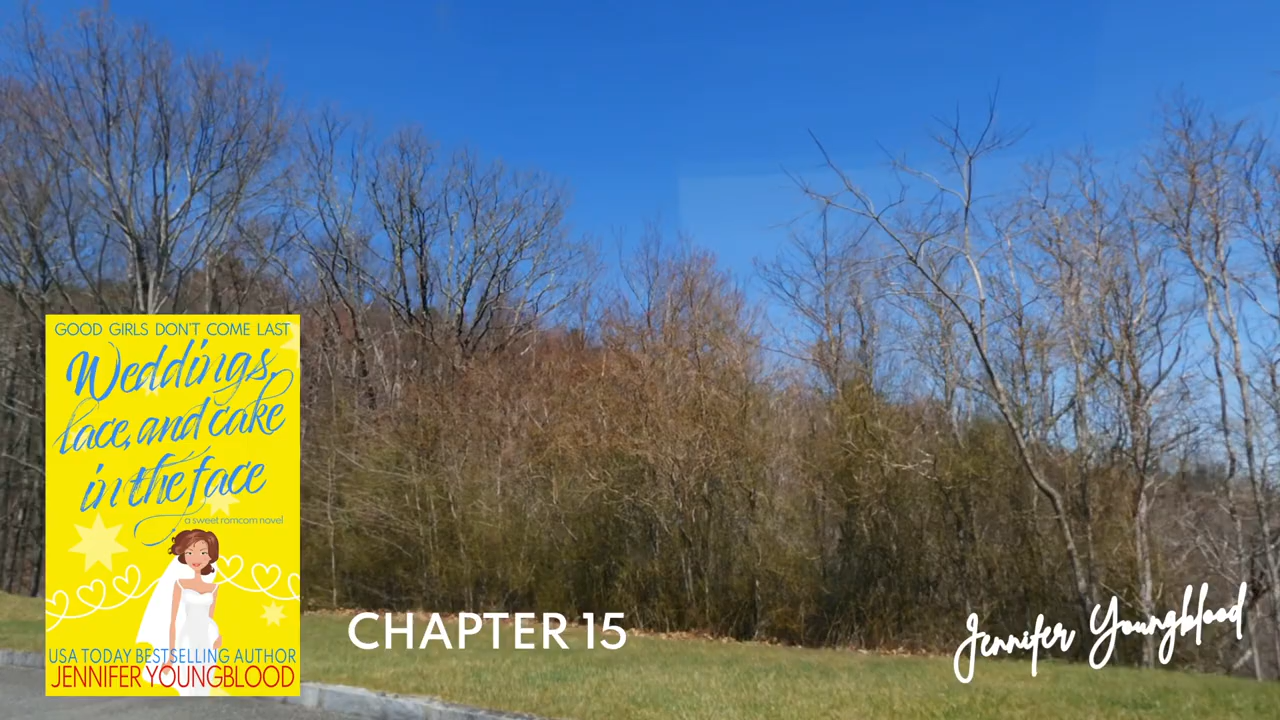 GOOD GIRLS DON'T COME LAST
Weddings,
lace, and cake
in the face
a sweet romcom novel
USA TODAY BESTSELLING AUTHOR
JENNIFER YOUNGBLOOD
CHAPTER 15
Jennifer Youngblood